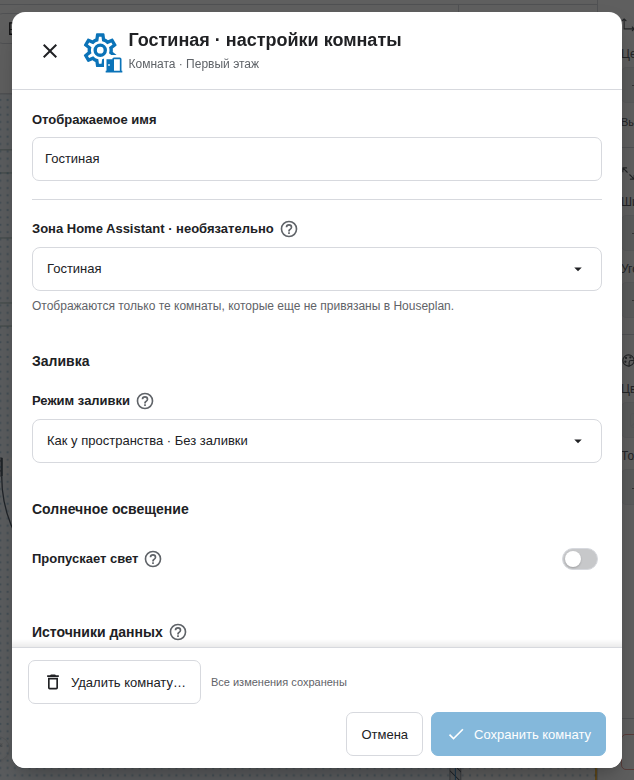 Гостиная · настройки комнаты
Комната · Первый этаж
Отображаемое имя
Гостиная
Зона Home Assistant · необязательно
Гостиная
Отображаются только те комнаты, которые еще не привязаны в Houseplan.
Заливка
Режим заливки
Как у пространства · Без заливки
Солнечное освещение
Пропускает свет
Источники данных
Удалить комнату…
Все изменения сохранены
Отмена
Сохранить комнату